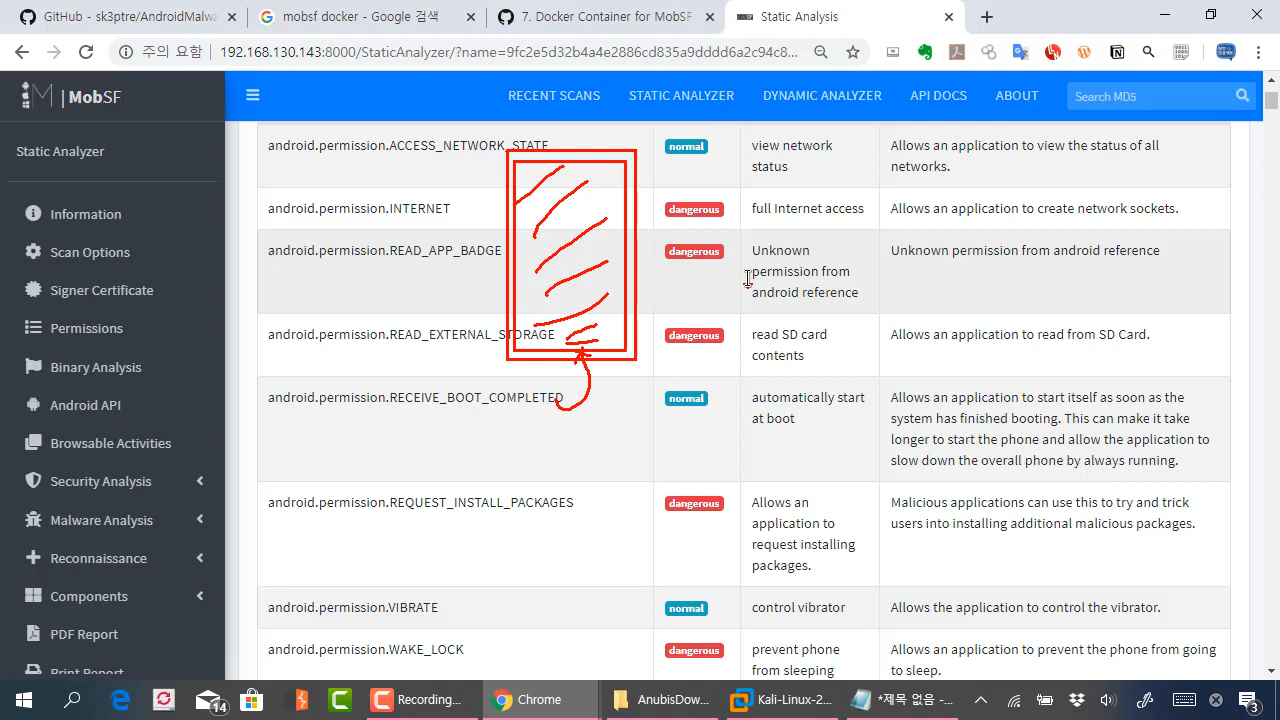 GitHub - sk3ptre/AndroidMalwa
mobsf docker - Google 검색
7. Docker Container for MobSF
Static Analysis
주의 요함
192.168.130.143:8000/StaticAnalyzer/?name=9fc2e5d32b4a4e2886cd835a9dddd6a2c94c8...
| MobSF
RECENT SCANS
STATIC ANALYZER
DYNAMIC ANALYZER
API DOCS
ABOUT
Search MD5
Static Analyzer
Information
Scan Options
Signer Certificate
Permissions
Binary Analysis
Android API
Browsable Activities
Security Analysis
Malware Analysis
Reconnaissance
Components
PDF Report
Print Report
android.permission.ACCESS_NETWORK_STATE
normal
view network
status
Allows an application to view the status of all
networks.
android.permission.INTERNET
dangerous
full Internet access
Allows an application to create network sockets.
android.permission.READ_APP_BADGE
dangerous
Unknown
permission from
android reference
Unknown permission from android reference
android.permission.READ_EXTERNAL_STORAGE
dangerous
read SD card
contents
Allows an application to read from SD Card.
android.permission.RECEIVE_BOOT_COMPLETED
normal
automatically start
at boot
Allows an application to start itself as soon as the
system has finished booting. This can make it take
longer to start the phone and allow the application to
slow down the overall phone by always running.
android.permission.REQUEST_INSTALL_PACKAGES
dangerous
Allows an
application to
request installing
packages.
Malicious applications can use this to try and trick
users into installing additional malicious packages.
android.permission.VIBRATE
normal
control vibrator
Allows the application to control the vibrator.
android.permission.WAKE_LOCK
dangerous
prevent phone
from sleeping
Allows an application to prevent the phone from going
to sleep.
14
Recording...
Chrome
AnubisDow...
Kali-Linux-2...
*제목 없음 -...
3